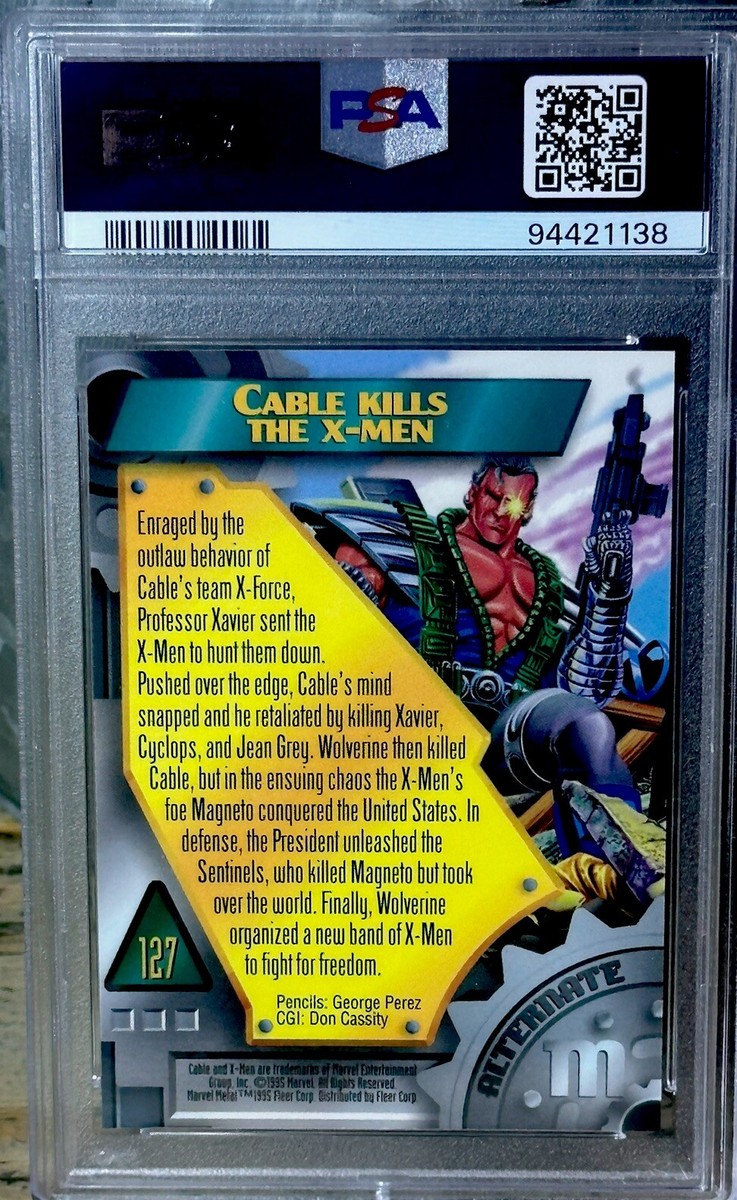 PSA
94421138
CABLE KILLS
THE X-MEN
Enraged by the
outlaw behavior of
Cable's team X-Force,
Professor Xavier sent the
X-Men to hunt them down.
Pushed over the edge, Cable's mind
snapped and he retaliated by killing Xavier,
Cyclops, and Jean Grey. Wolverine then killed
Cable, but in the ensuing chaos the X-Men's
foe Magneto conquered the United States. In
defense, the President unleashed the
Sentinels, who killed Magneto but took
over the world. Finally, Wolverine
organized a new band of X-Men
to fight for freedom.
Pencils: George Perez
CGI: Don Cassity
127
ALTERNATE
m
Cable and X-Men are trademarks of Marvel Entertainment
Group, Inc. ©1995 Marvel. All Rights Reserved.
Marvel Metal™1995 Fleer Corp. Distributed by Fleer Corp